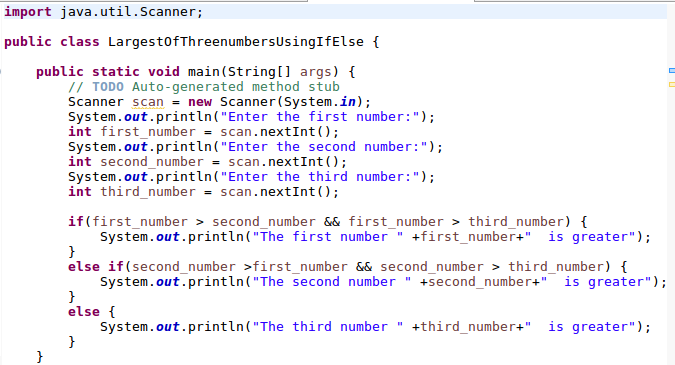 import java.util.Scanner;
public class LargestOfThreenumbersUsingIfElse {
public static void main(String[] args) {
// TODO Auto-generated method stub
Scanner scan = new Scanner(System.in);
System.out.println("Enter the first number:");
int first_number = scan.nextInt();
System.out.println("Enter the second number:");
int second_number = scan.nextInt();
System.out.println("Enter the third number:");
int third_number = scan.nextInt();
if(first_number > second_number && first_number > third_number) {
System.out.println("The first number " +first_number+"  is greater");
}
else if(second_number >first_number && second_number > third_number) {
System.out.println("The second number " +second_number+"  is greater");
}
else {
System.out.println("The third number " +third_number+"  is greater");
}
}